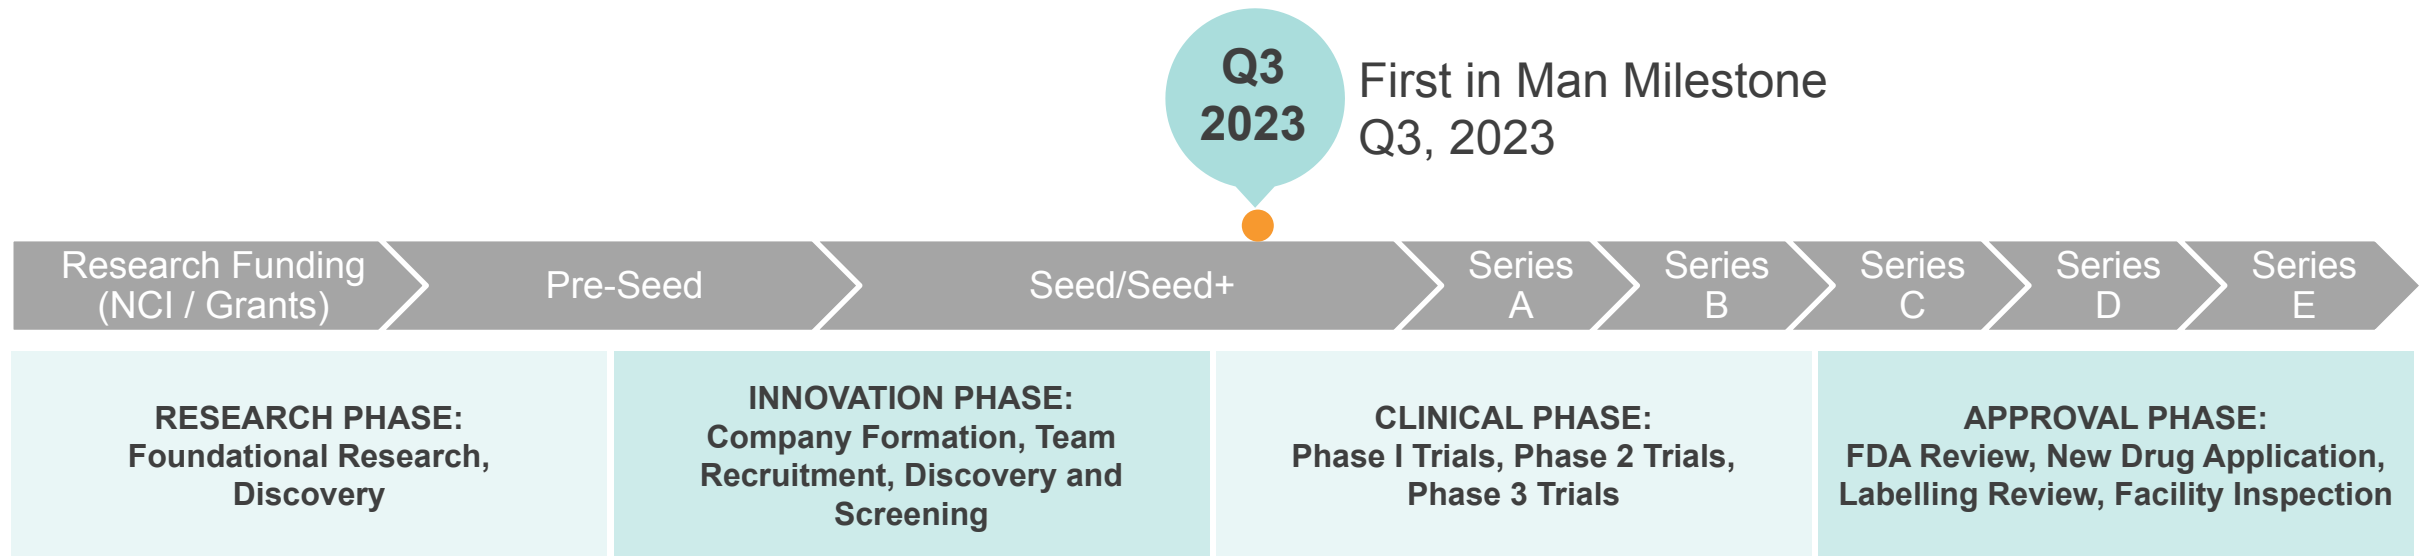 Q3
2023
First in Man Milestone
Q3, 2023
Research Funding
(NCI / Grants)
Pre-Seed
Seed/Seed+
Series
A
Series
B
Series
C
Series
D
Series
E
RESEARCH PHASE:
Foundational Research,
Discovery
INNOVATION PHASE:
Company Formation, Team
Recruitment, Discovery and
Screening
CLINICAL PHASE:
Phase I Trials, Phase 2 Trials,
Phase 3 Trials
APPROVAL PHASE:
FDA Review, New Drug Application,
Labelling Review, Facility Inspection